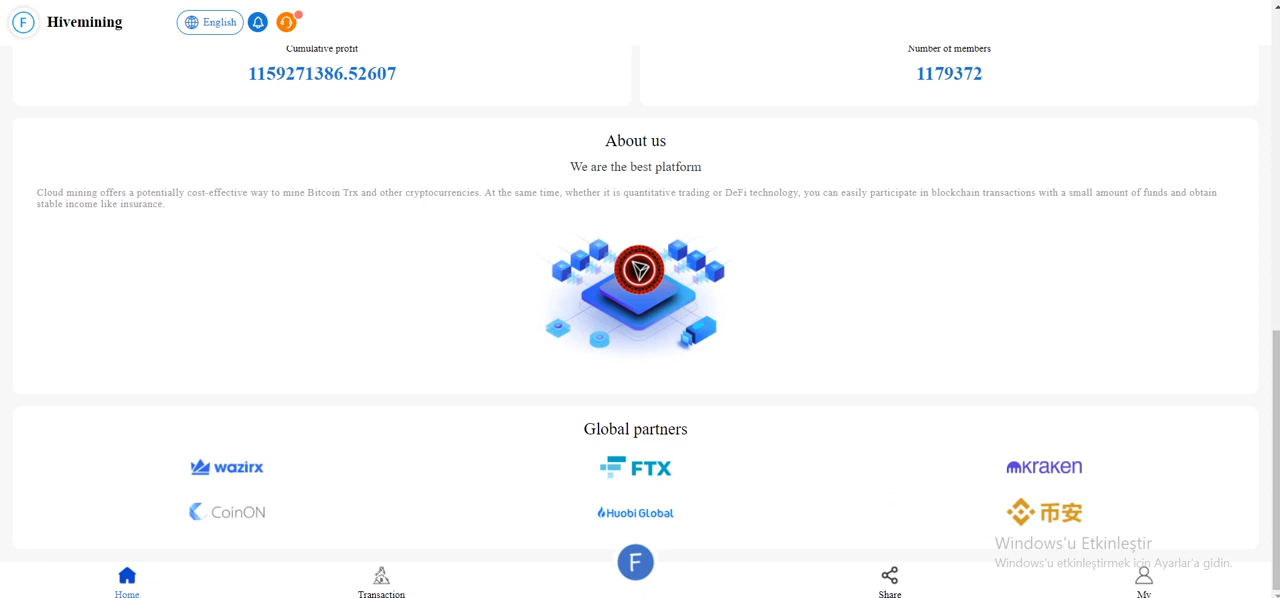 F Hivemining English
Cumulative profit
Number of members
1159271386.52607
1179372
About us
We are the best platform
Cloud mining offers a potentially cost-effective way to mine Bitcoin Trx and other cryptocurrencies. At the same time, whether it is quantitative trading or DeFi technology, you can easily participate in blockchain transactions with a small amount of funds and obtain
stable income like insurance.
Global partners
wazirx
FTX
kraken
CoinON
Huobi Global
币安
Windows'u Etkinleştir
Windows'u etkinleştirmek için Ayarlar'a gidin.
F
Home
Transaction
Share
My